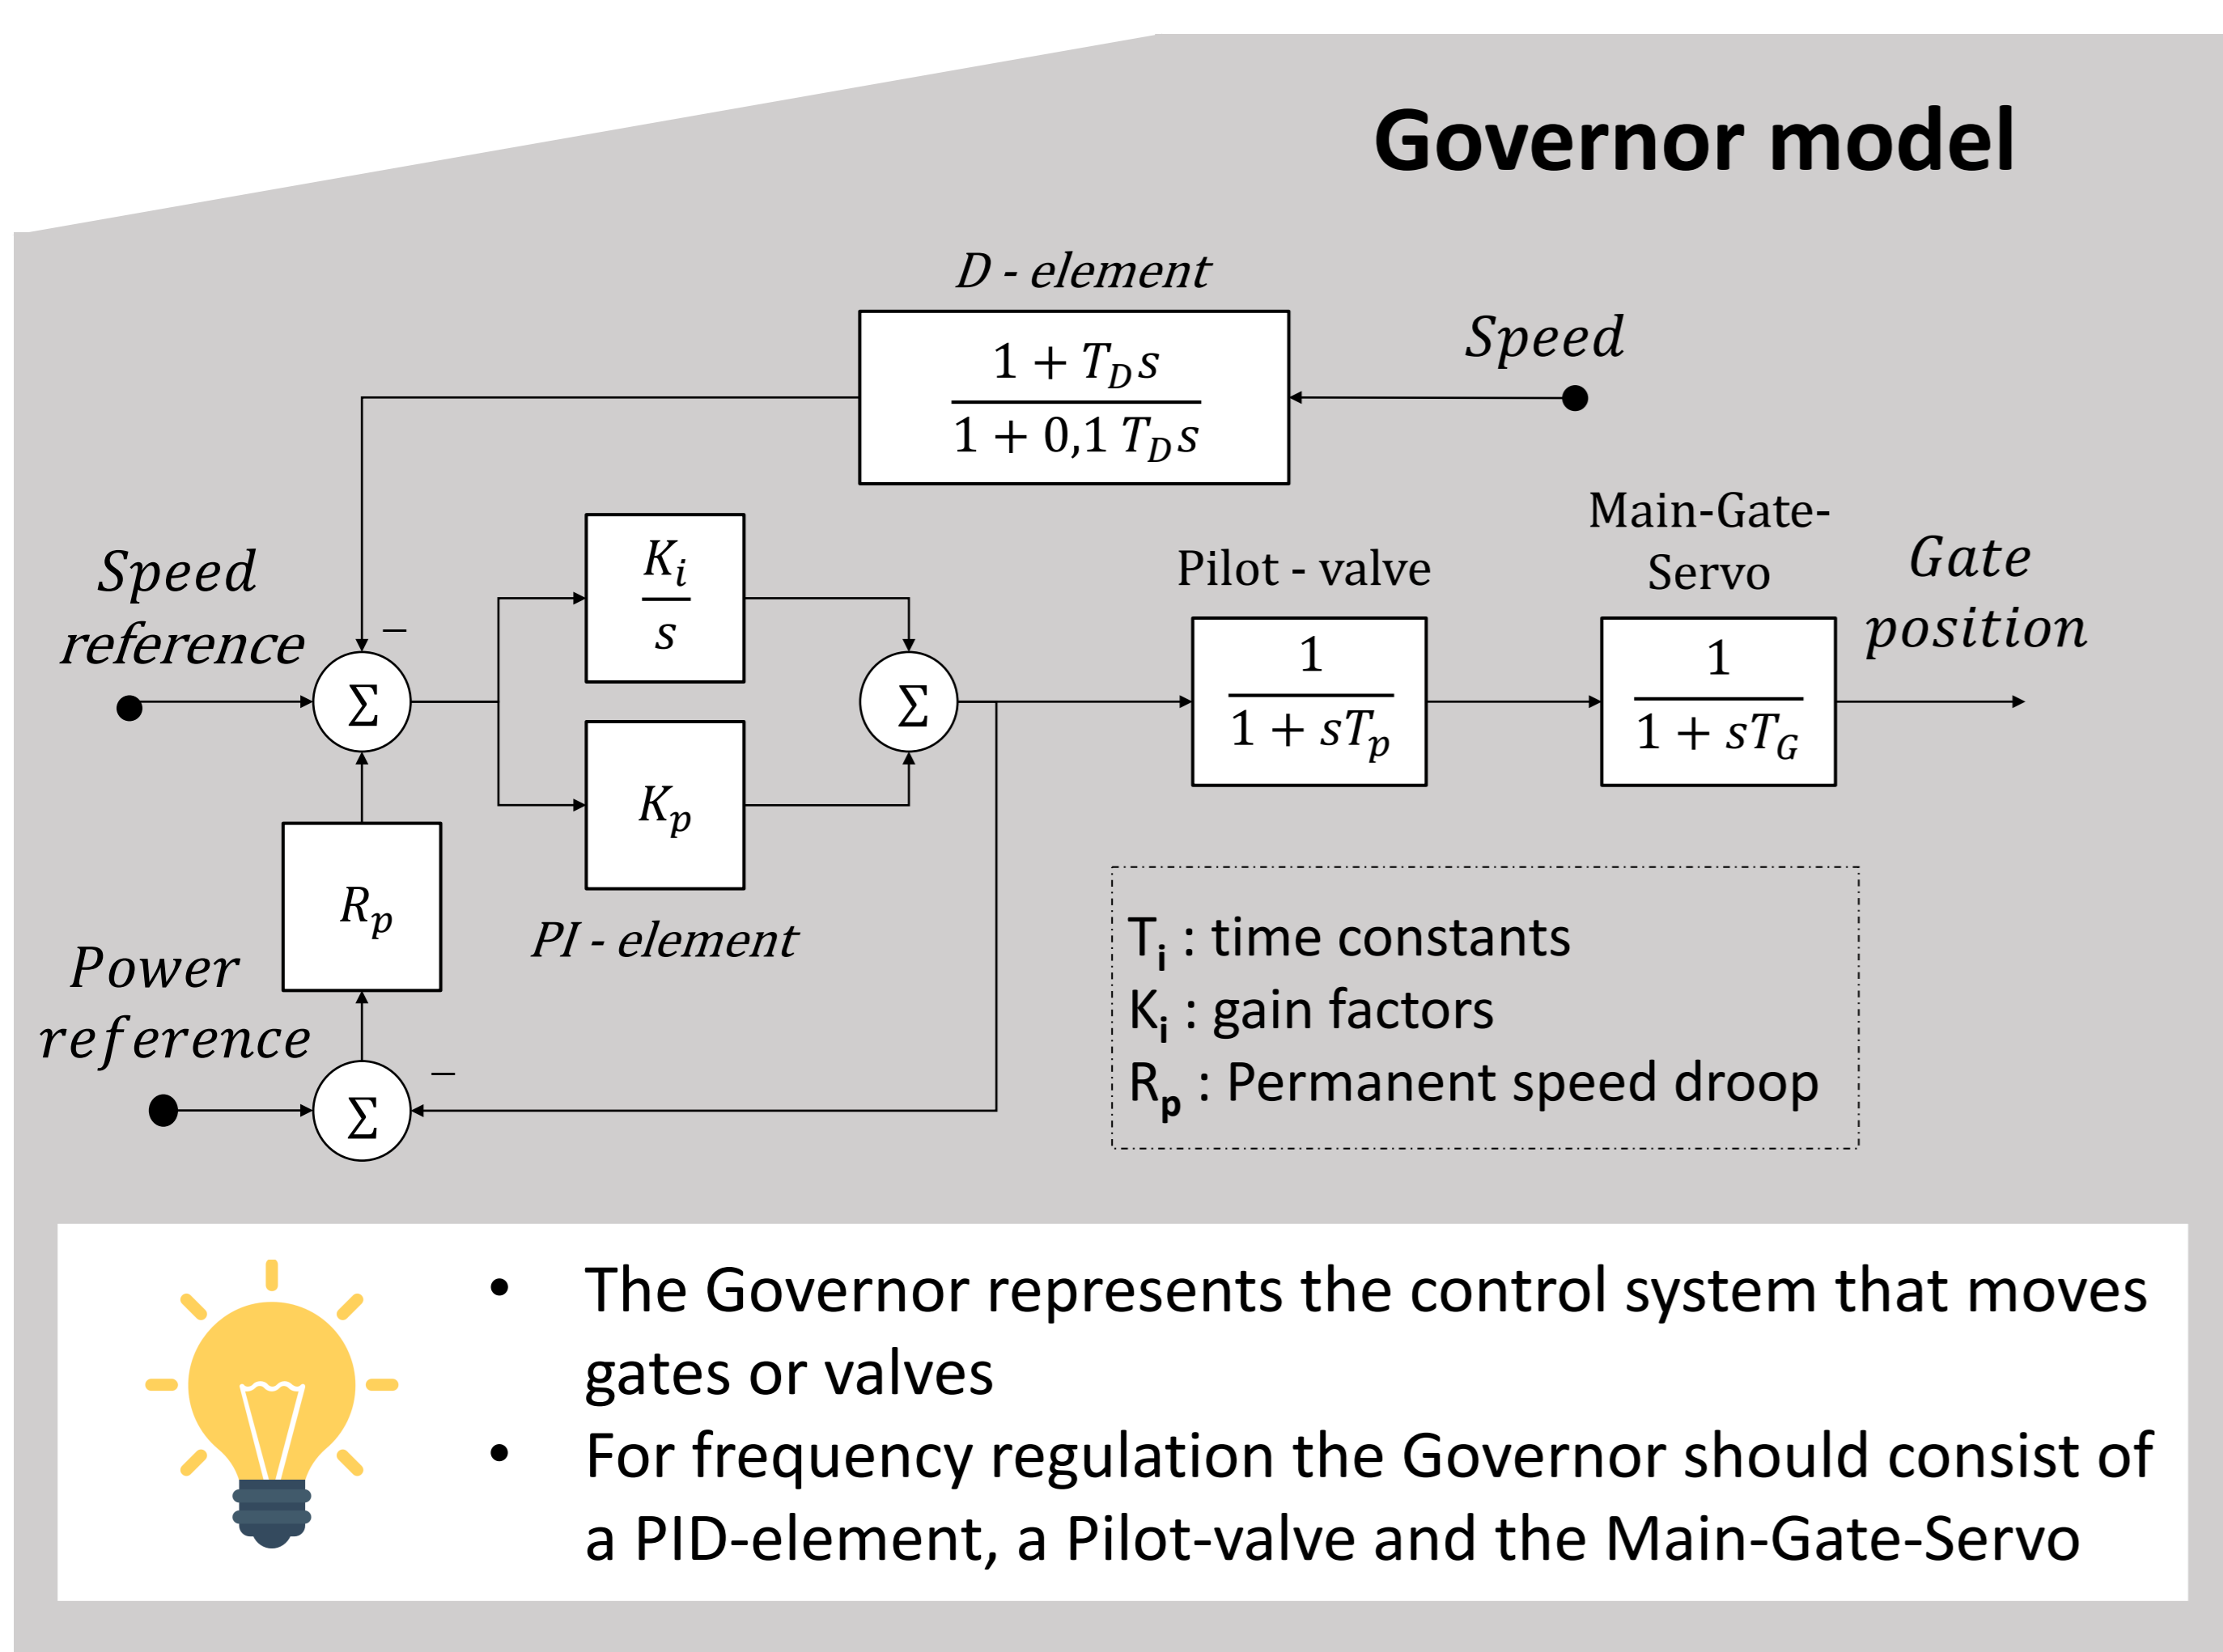 Governor model
D - element
1 + T_D s
1 + 0,1 T_D s
Speed
Speed
reference
−
Σ
K_i
s
K_p
PI - element
Σ
Pilot - valve
1
1 + sT_p
Main-Gate-
Servo
1
1 + sT_G
Gate
position
R_p
Power
reference
−
Σ
T_i : time constants
K_i : gain factors
R_p : Permanent speed droop
• The Governor represents the control system that moves
gates or valves
• For frequency regulation the Governor should consist of
a PID-element, a Pilot-valve and the Main-Gate-Servo